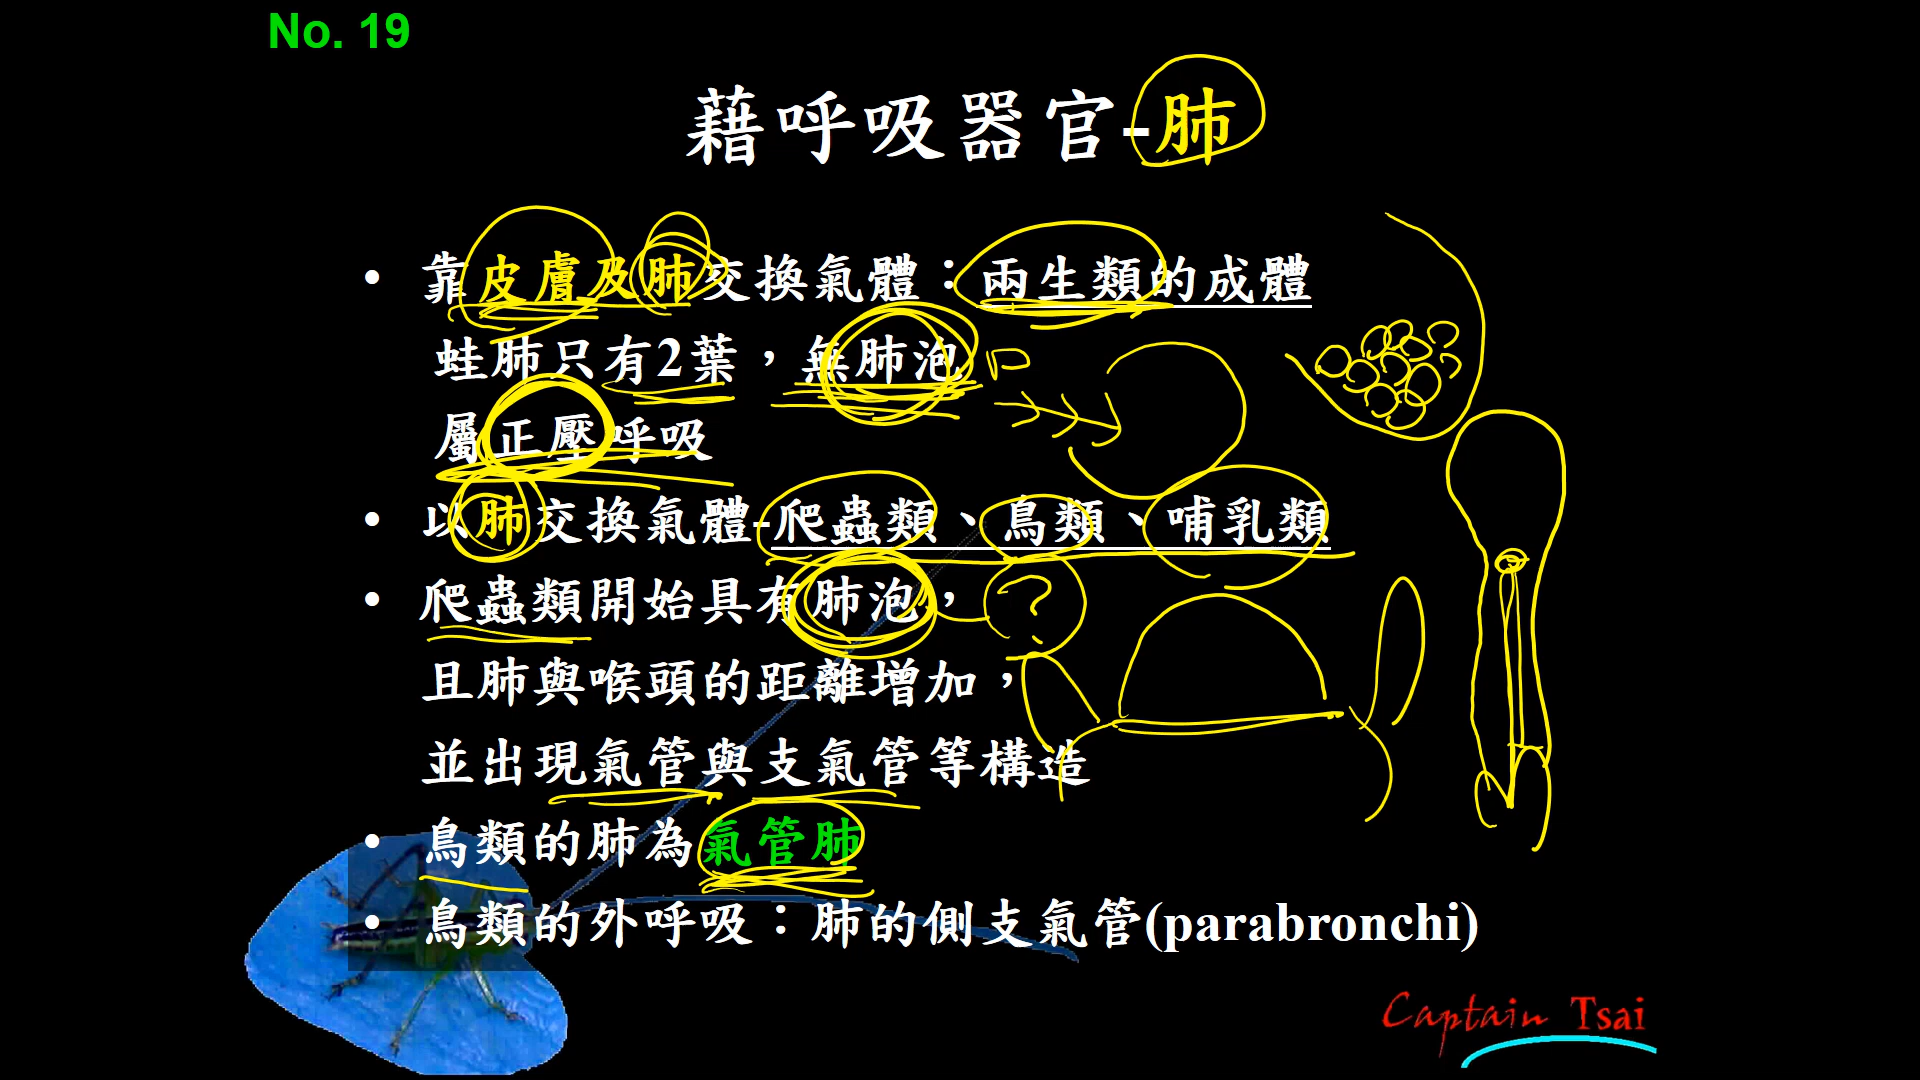 No. 19
藉呼吸器官-肺
• 靠皮膚及肺交換氣體：兩生類的成體
蛙肺只有2葉，無肺泡
屬正壓呼吸
• 以肺交換氣體-爬蟲類、鳥類、哺乳類
• 爬蟲類開始具有肺泡，
?
且肺與喉頭的距離增加，
並出現氣管與支氣管等構造
• 鳥類的肺為氣管肺
• 鳥類的外呼吸：肺的側支氣管(parabronchi)
Captain Tsai